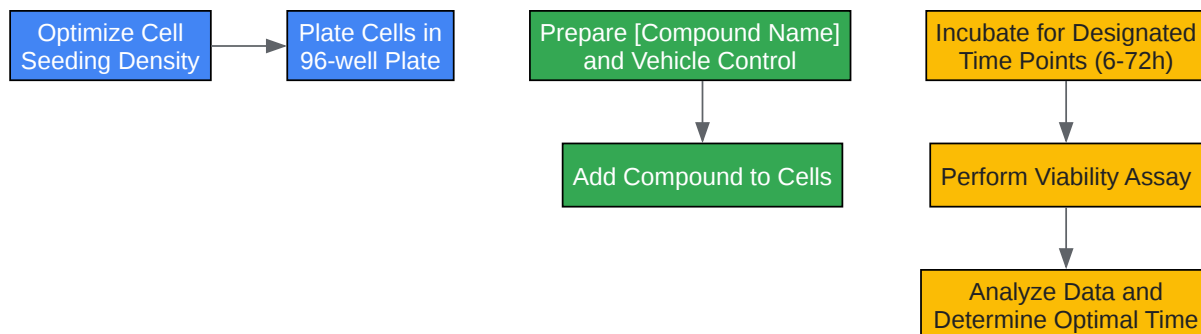 Optimize Cell
Seeding Density
Plate Cells in
96-well Plate
Prepare [Compound Name]
and Vehicle Control
Add Compound to Cells
Incubate for Designated
Time Points (6-72h)
Perform Viability Assay
Analyze Data and
Determine Optimal Time